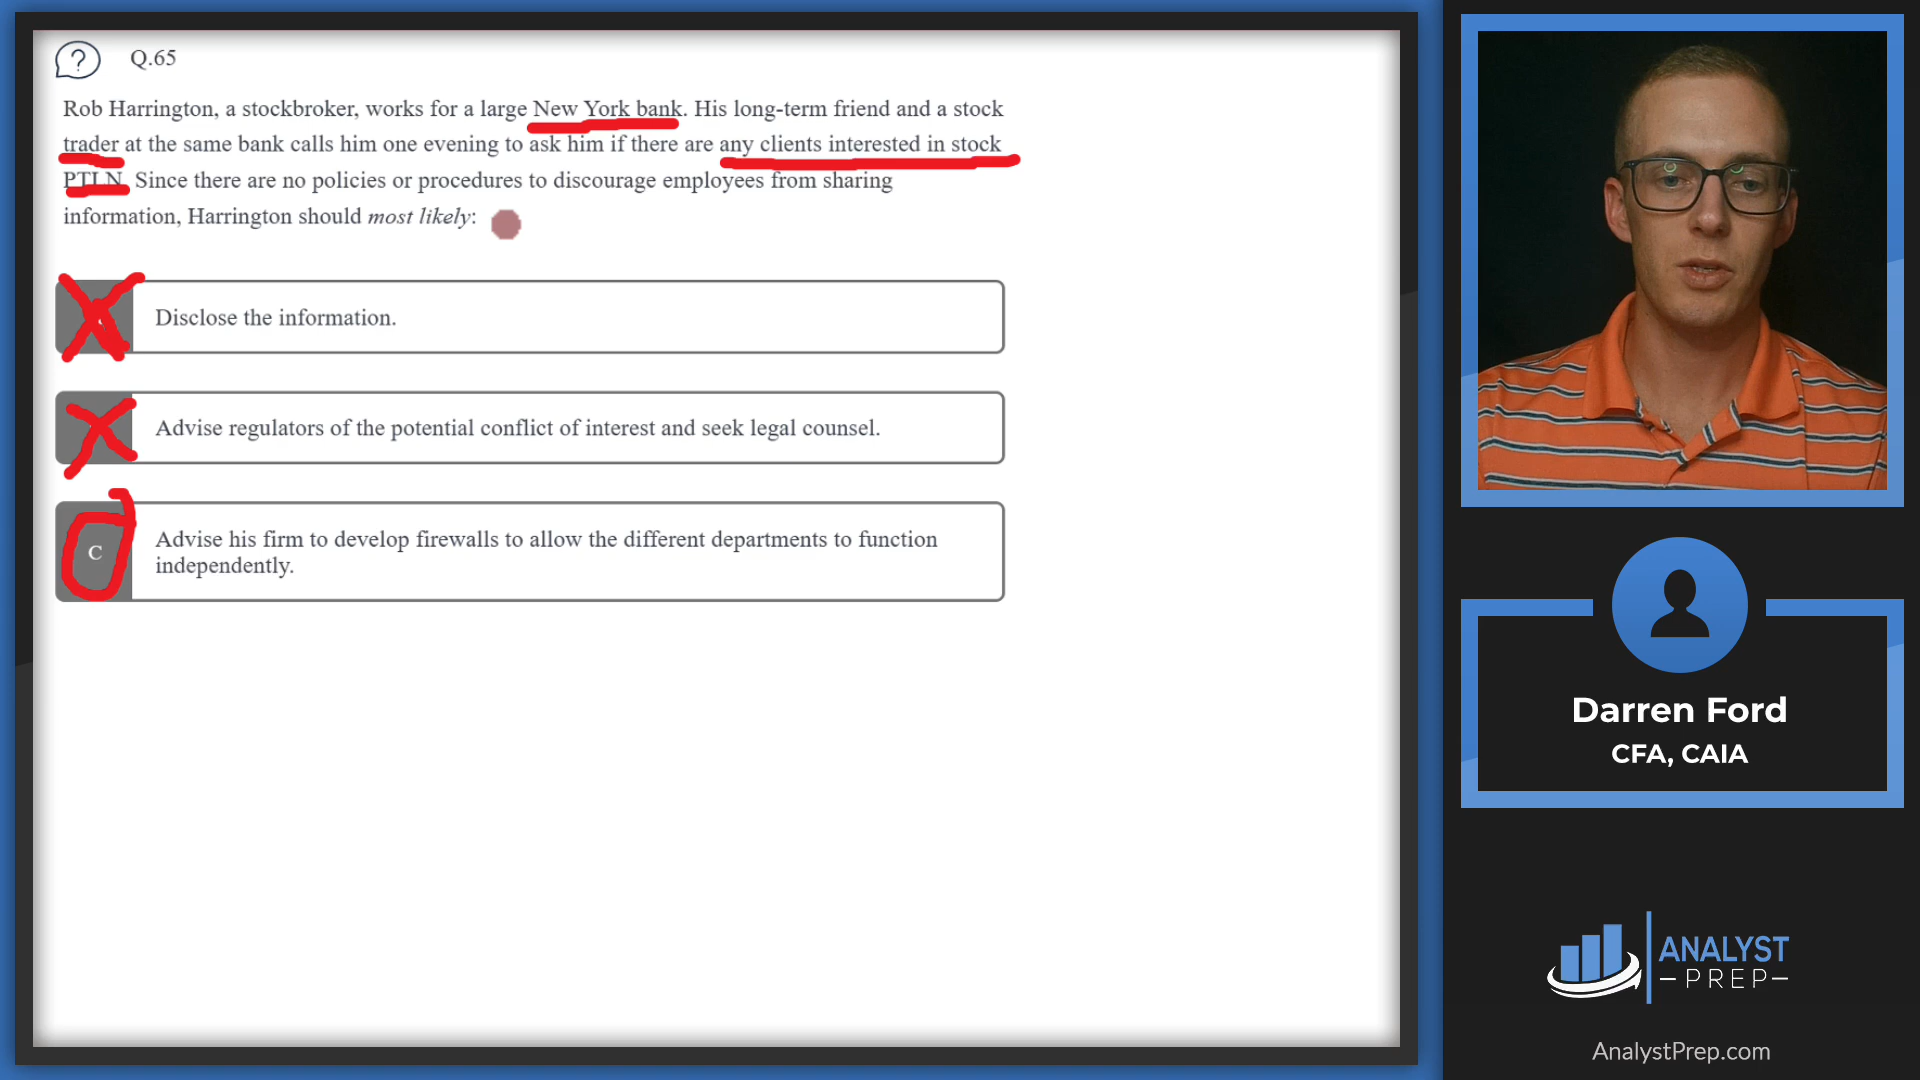 Q.65
Rob Harrington, a stockbroker, works for a large New York bank. His long-term friend and a stock
trader at the same bank calls him one evening to ask him if there are any clients interested in stock
PTLN. Since there are no policies or procedures to discourage employees from sharing
information, Harrington should most likely:
Disclose the information.
Advise regulators of the potential conflict of interest and seek legal counsel.
C
Advise his firm to develop firewalls to allow the different departments to function
independently.
Darren Ford
CFA, CAIA
ANALYST
PREP
AnalystPrep.com